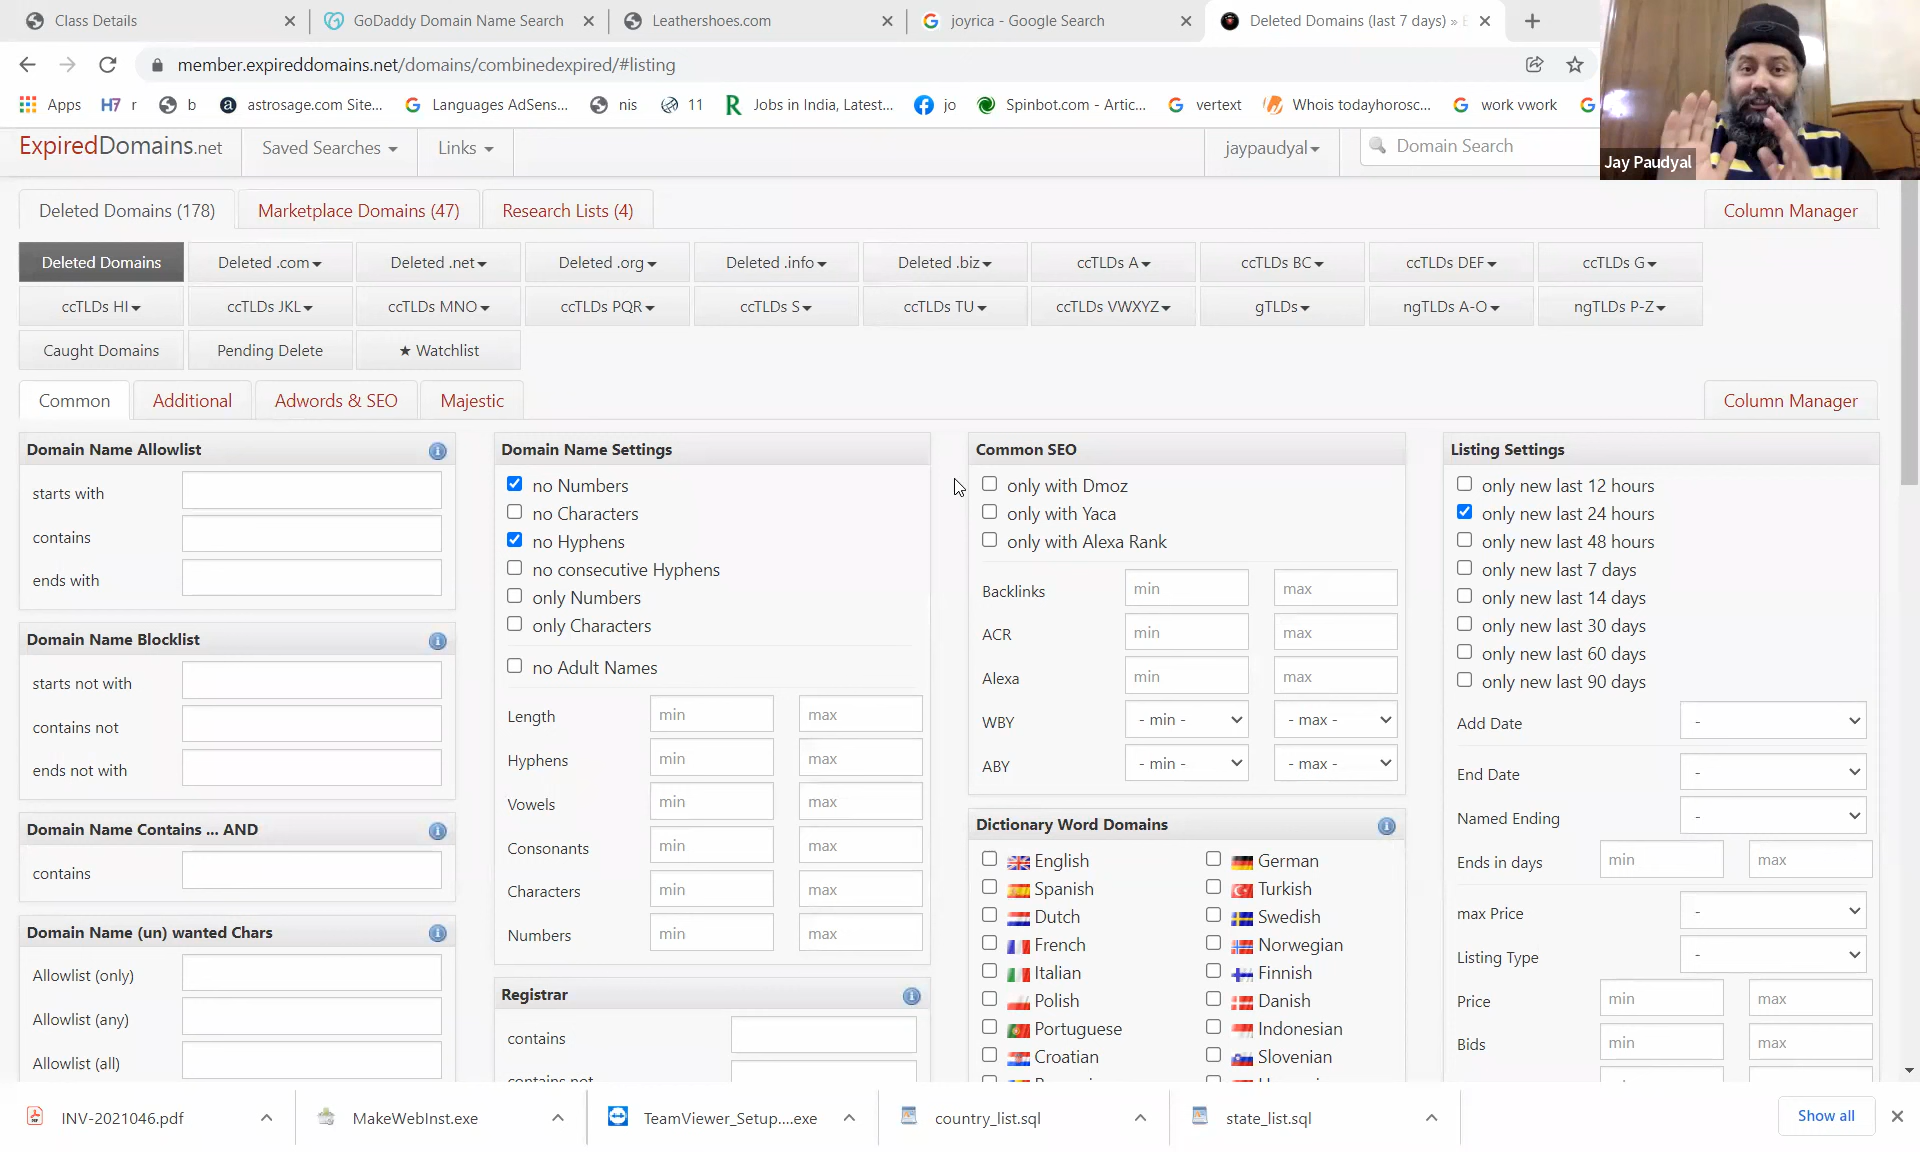 Class Details
GoDaddy Domain Name Search
Leathershoes.com
joyrica - Google Search
Deleted Domains (last 7 days) »
member.expireddomains.net/domains/combinedexpired/#listing
Apps
H7 r
b
astrosage.com Site...
Languages AdSens...
nis
11
Jobs in India, Latest...
jo
Spinbot.com - Artic...
vertext
Whois todayhorosc...
work vwork
Jay Paudyal
ExpiredDomains.net
Saved Searches
Links
jaypaudyal
Domain Search
Deleted Domains (178)
Marketplace Domains (47)
Research Lists (4)
Column Manager
Deleted Domains
Deleted .com
Deleted .net
Deleted .org
Deleted .info
Deleted .biz
ccTLDs A
ccTLDs BC
ccTLDs DEF
ccTLDs G
ccTLDs HI
ccTLDs JKL
ccTLDs MNO
ccTLDs PQR
ccTLDs S
ccTLDs TU
ccTLDs VWXYZ
gTLDs
ngTLDs A-O
ngTLDs P-Z
Caught Domains
Pending Delete
★ Watchlist
Common
Additional
Adwords & SEO
Majestic
Column Manager
Domain Name Allowlist
starts with
contains
ends with
Domain Name Blocklist
starts not with
contains not
ends not with
Domain Name Contains ... AND
contains
Domain Name (un) wanted Chars
Allowlist (only)
Allowlist (any)
Allowlist (all)
Domain Name Settings
no Numbers
no Characters
no Hyphens
no consecutive Hyphens
only Numbers
only Characters
no Adult Names
Length min max
Hyphens min max
Vowels min max
Consonants min max
Characters min max
Numbers min max
Registrar
contains
contains not
Common SEO
only with Dmoz
only with Yaca
only with Alexa Rank
Backlinks min max
ACR min max
Alexa min max
WBY - min - - max -
ABY - min - - max -
Dictionary Word Domains
English German
Spanish Turkish
Dutch Swedish
French Norwegian
Italian Finnish
Polish Danish
Portuguese Indonesian
Croatian Slovenian
Listing Settings
only new last 12 hours
only new last 24 hours
only new last 48 hours
only new last 7 days
only new last 14 days
only new last 30 days
only new last 60 days
only new last 90 days
Add Date -
End Date -
Named Ending -
Ends in days min max
max Price -
Listing Type -
Price min max
Bids min max
INV-2021046.pdf
MakeWebInst.exe
TeamViewer_Setup....exe
country_list.sql
state_list.sql
Show all